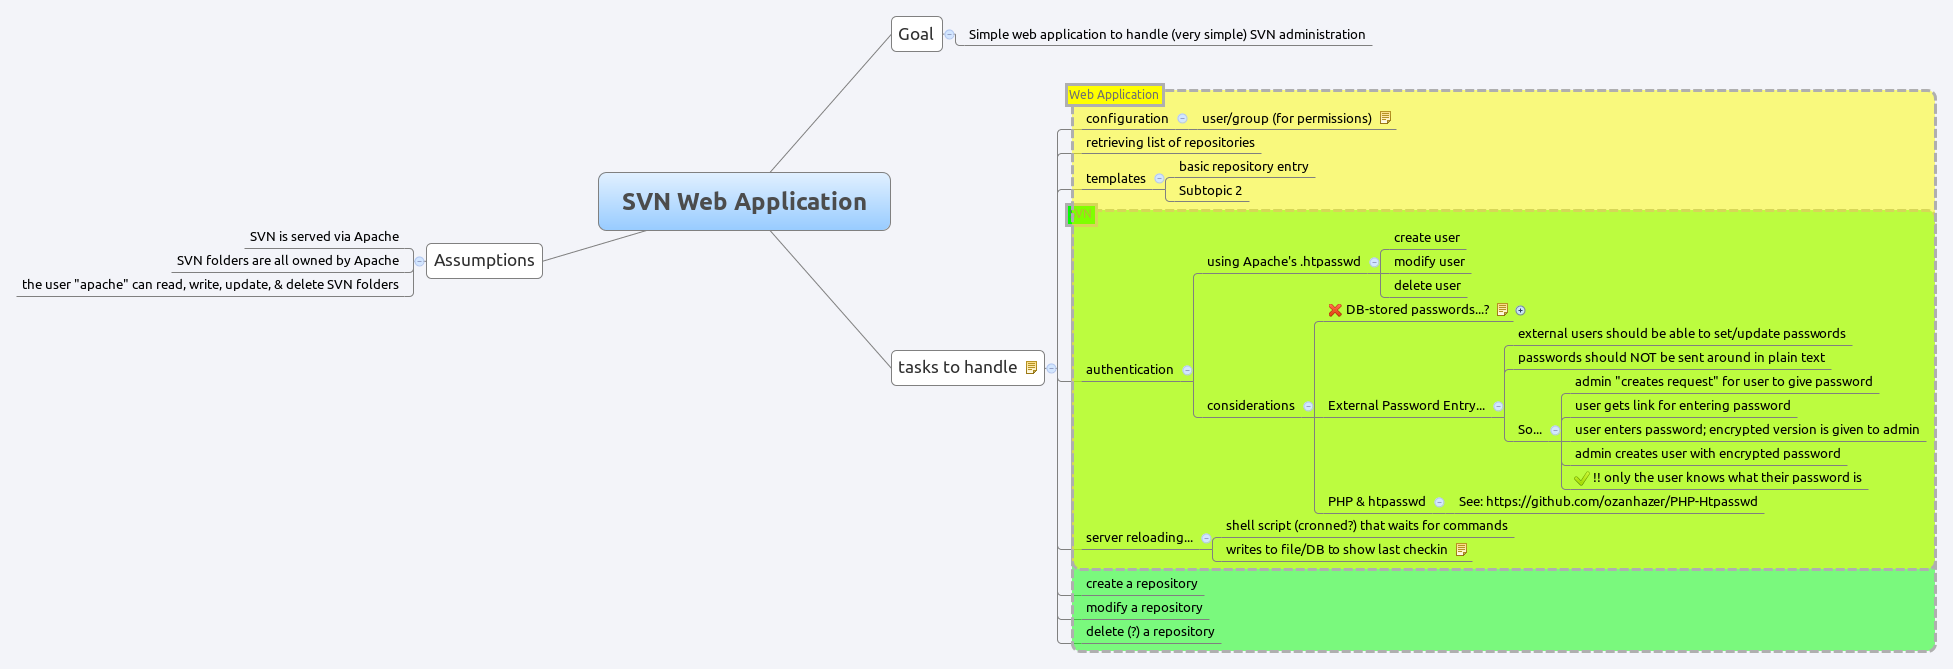 Goal
Simple web application to handle (very simple) SVN administration
SVN Web Application
Assumptions
SVN is served via Apache
SVN folders are all owned by Apache
the user "apache" can read, write, update, & delete SVN folders
tasks to handle
Web Application
configuration
user/group (for permissions)
retrieving list of repositories
templates
basic repository entry
Subtopic 2
SVN
authentication
using Apache's .htpasswd
create user
modify user
delete user
considerations
DB-stored passwords...?
External Password Entry...
external users should be able to set/update passwords
passwords should NOT be sent around in plain text
So...
admin "creates request" for user to give password
user gets link for entering password
user enters password; encrypted version is given to admin
admin creates user with encrypted password
!! only the user knows what their password is
PHP & htpasswd
See: https://github.com/ozanhazer/PHP-Htpasswd
server reloading...
shell script (cronned?) that waits for commands
writes to file/DB to show last checkin
create a repository
modify a repository
delete (?) a repository